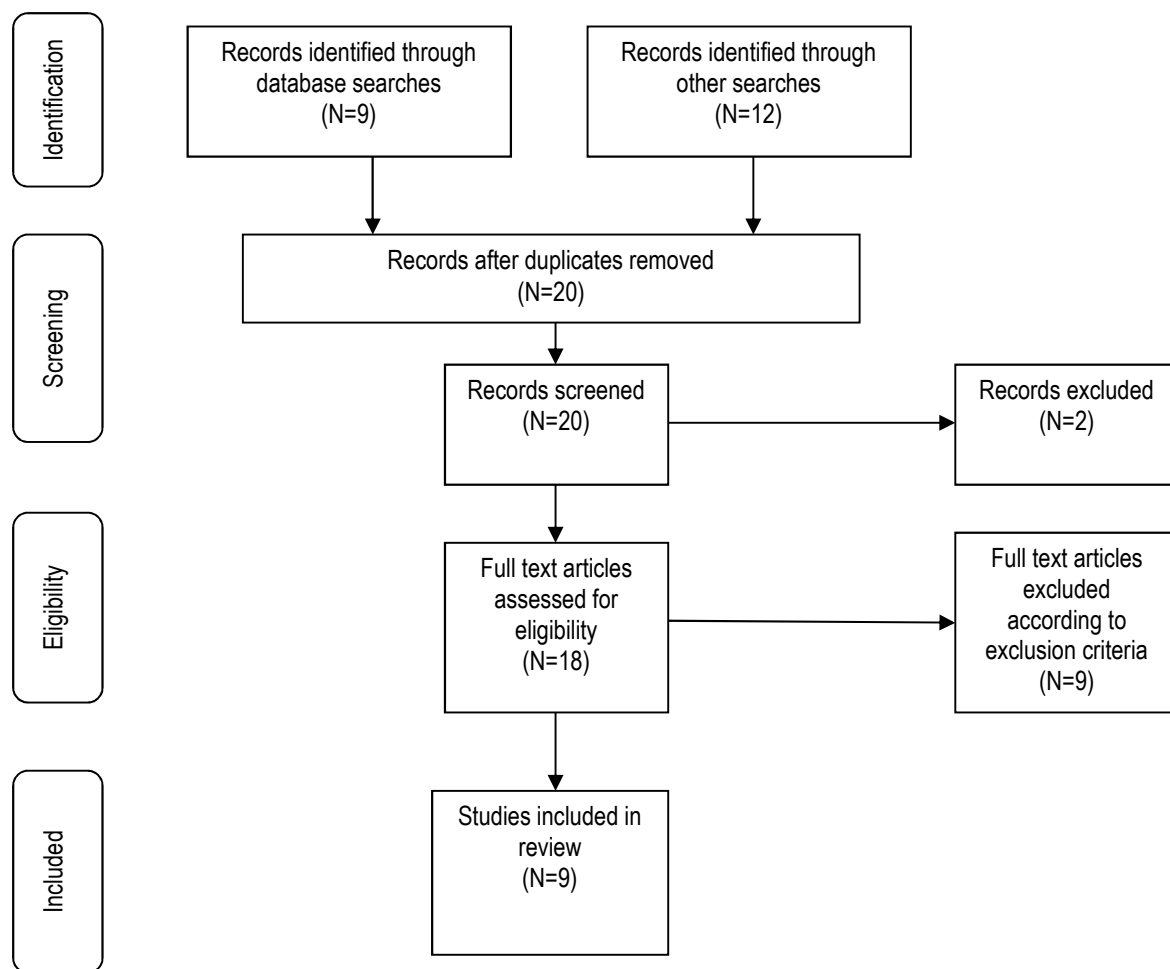 Identification
Records identified through
database searches
(N=9)
Records identified through
other searches
(N=12)
Screening
Records after duplicates removed
(N=20)
Records screened
(N=20)
Records excluded
(N=2)
Eligibility
Full text articles
assessed for
eligibility
(N=18)
Full text articles
excluded
according to
exclusion criteria
(N=9)
Included
Studies included in
review
(N=9)